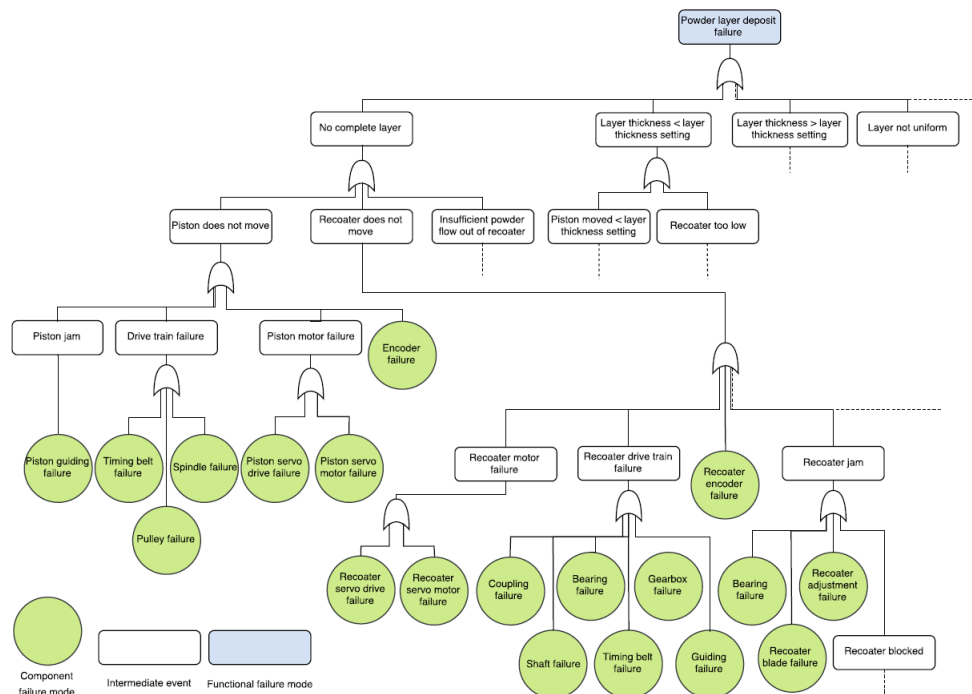 Powder layer deposit
failure
No complete layer
Layer thickness < layer
thickness setting
Layer thickness > layer
thickness setting
Layer not uniform
Piston does not move
Recoater does not
move
Insufficient powder
flow out of recoater
Piston moved < layer
thickness setting
Recoater too low
Piston jam
Drive train failure
Piston motor failure
Encoder
failure
Piston guiding
failure
Timing belt
failure
Spindle failure
Piston servo
drive failure
Piston servo
motor failure
Pulley failure
Recoater motor
failure
Recoater drive train
failure
Recoater
encoder
failure
Recoater jam
Recoater
servo drive
failure
Recoater
servo motor
failure
Coupling
failure
Bearing
failure
Gearbox
failure
Bearing
failure
Recoater
adjustment
failure
Shaft failure
Timing belt
failure
Guiding
failure
Recoater
blade failure
Recoater blocked
Component
failure mode
Intermediate event
Functional failure mode